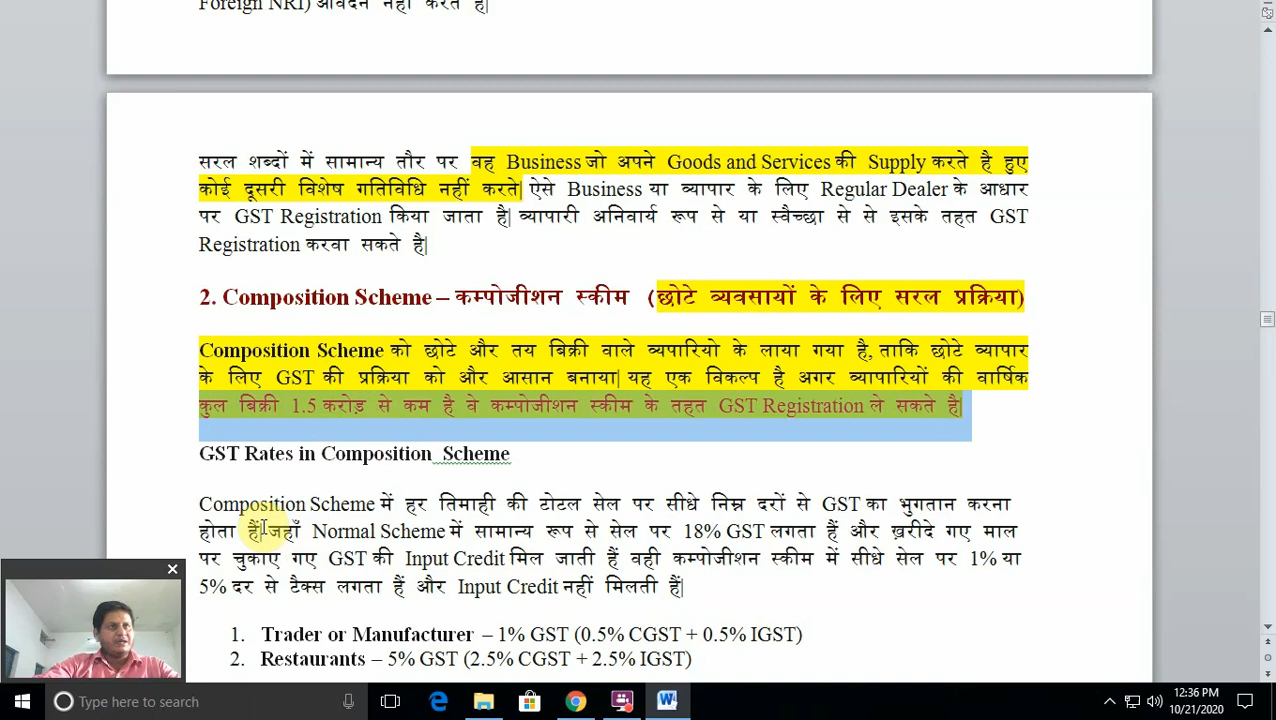 Foreign NRI) आवेदन नहीं करते है|
सरल शब्दों में सामान्य तौर पर वह Business जो अपने Goods and Services की Supply करते है हुए
कोई दूसरी विशेष गतिविधि नहीं करते| ऐसे Business या व्यापार के लिए Regular Dealer के आधार
पर GST Registration किया जाता है| व्यापारी अनिवार्य रूप से या स्वैच्छा से से इसके तहत GST
Registration करवा सकते है|
2. Composition Scheme – कम्पोजीशन स्कीम (छोटे व्यवसायों के लिए सरल प्रक्रिया)
Composition Scheme को छोटे और तय बिक्री वाले व्यपारियो के लाया गया है, ताकि छोटे व्यापार
के लिए GST की प्रक्रिया को और आसान बनाया| यह एक विकल्प है अगर व्यापारियों की वार्षिक
कुल बिक्री 1.5 करोड़ से कम है वे कम्पोजीशन स्कीम के तहत GST Registration ले सकते है|
GST Rates in Composition Scheme
Composition Scheme में हर तिमाही की टोटल सेल पर सीधे निम्न दरों से GST का भुगतान करना
होता हैं|जहाँ Normal Scheme में सामान्य रूप से सेल पर 18% GST लगता हैं और ख़रीदे गए माल
पर चुकाए गए GST की Input Credit मिल जाती हैं वही कम्पोजीशन स्कीम में सीधे सेल पर 1% या
5% दर से टैक्स लगता हैं और Input Credit नहीं मिलती हैं|
1. Trader or Manufacturer – 1% GST (0.5% CGST + 0.5% IGST)
2. Restaurants – 5% GST (2.5% CGST + 2.5% IGST)
Type here to search
12:36 PM
10/21/2020